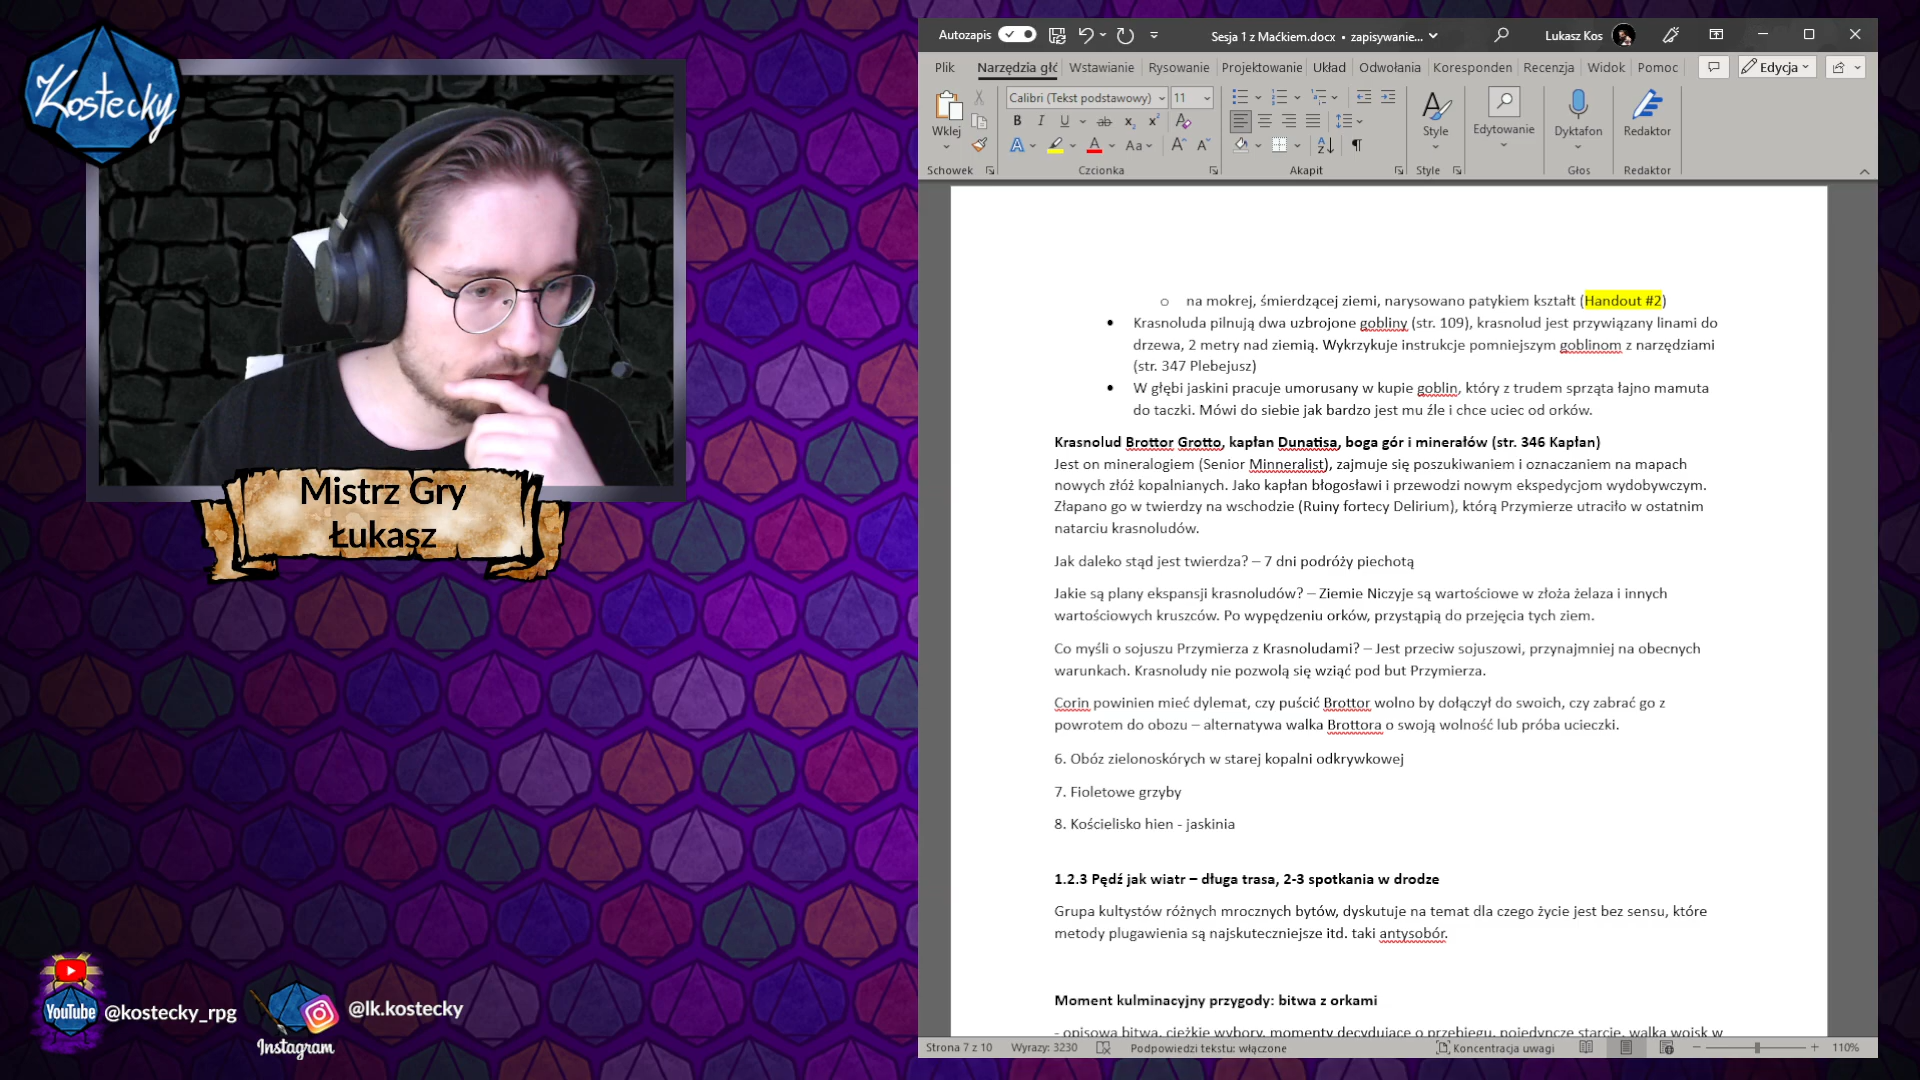 Kostecky
Mistrz Gry
Łukasz
YouTube
@kostecky_rpg
Instagram
@lk.kostecky
Autozapis
Sesja 1 z Maćkiem.docx • zapisywanie...
Lukasz Kos
Plik
Narzędzia głć
Wstawianie
Rysowanie
Projektowanie
Układ
Odwołania
Koresponden
Recenzja
Widok
Pomoc
Edycja
Wklej
Calibri (Tekst podstawowy)
11
Style
Edytowanie
Dyktafon
Redaktor
Schowek
Czcionka
Akapit
Style
Głos
Redaktor
o na mokrej, śmierdzącej ziemi, narysowano patykiem kształt (Handout #2)
• Krasnoluda pilnują dwa uzbrojone gobliny (str. 109), krasnolud jest przywiązany linami do
drzewa, 2 metry nad ziemią. Wykrzykuje instrukcje pomniejszym goblinom z narzędziami
(str. 347 Plebejusz)
• W głębi jaskini pracuje umorusany w kupie goblin, który z trudem sprząta łajno mamuta
do taczki. Mówi do siebie jak bardzo jest mu źle i chce uciec od orków.
Krasnolud Brottor Grotto, kapłan Dunatisa, boga gór i minerałów (str. 346 Kapłan)
Jest on mineralogiem (Senior Minneralist), zajmuje się poszukiwaniem i oznaczaniem na mapach
nowych złóż kopalnianych. Jako kapłan błogosławi i przewodzi nowym ekspedycjom wydobywczym.
Złapano go w twierdzy na wschodzie (Ruiny fortecy Delirium), którą Przymierze utraciło w ostatnim
natarciu krasnoludów.
Jak daleko stąd jest twierdza? – 7 dni podróży piechotą
Jakie są plany ekspansji krasnoludów? – Ziemie Niczyje są wartościowe w złoża żelaza i innych
wartościowych kruszców. Po wypędzeniu orków, przystąpią do przejęcia tych ziem.
Co myśli o sojuszu Przymierza z Krasnoludami? – Jest przeciw sojuszowi, przynajmniej na obecnych
warunkach. Krasnoludy nie pozwolą się wziąć pod but Przymierza.
Corin powinien mieć dylemat, czy puścić Brottor wolno by dołączył do swoich, czy zabrać go z
powrotem do obozu – alternatywa walka Brottora o swoją wolność lub próba ucieczki.
6. Obóz zielonoskórych w starej kopalni odkrywkowej
7. Fioletowe grzyby
8. Kościelisko hien - jaskinia
1.2.3 Pędź jak wiatr – długa trasa, 2-3 spotkania w drodze
Grupa kultystów różnych mrocznych bytów, dyskutuje na temat dla czego życie jest bez sensu, które
metody plugawienia są najskuteczniejsze itd. taki antysobór.
Moment kulminacyjny przygody: bitwa z orkami
- opisowa bitwa, ciężkie wybory, momenty decydujące o przebiegu, pojedyncze starcie, walka wojsk w
Strona 7 z 10
Wyrazy: 3230
Podpowiedzi tekstu: włączone
Koncentracja uwagi
110%